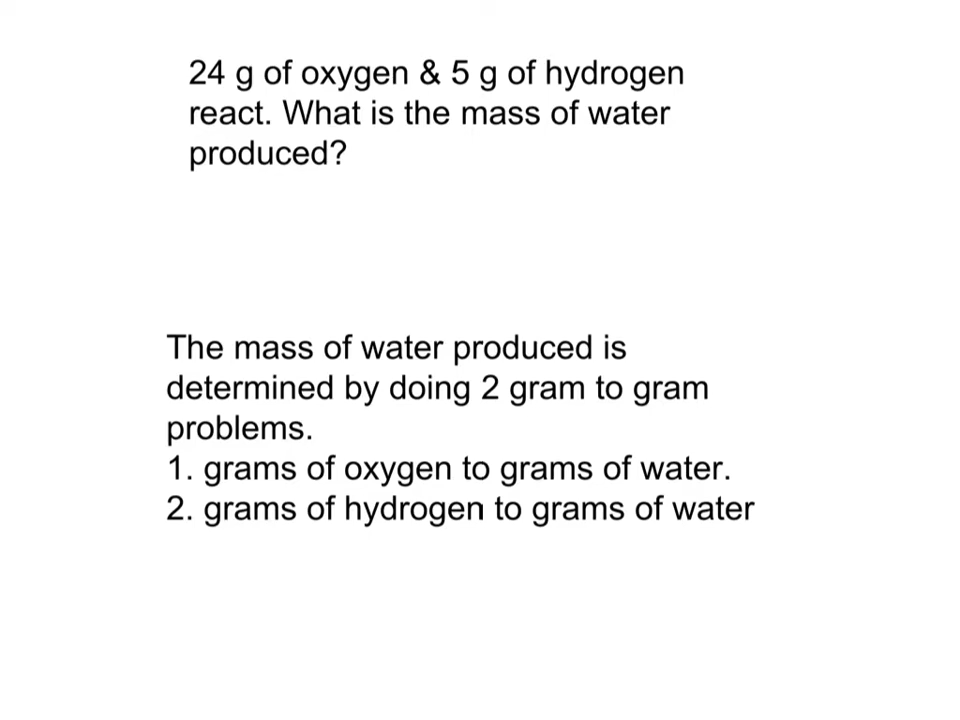 24 g of oxygen & 5 g of hydrogen
react. What is the mass of water
produced?
The mass of water produced is
determined by doing 2 gram to gram
problems.
1. grams of oxygen to grams of water.
2. grams of hydrogen to grams of water